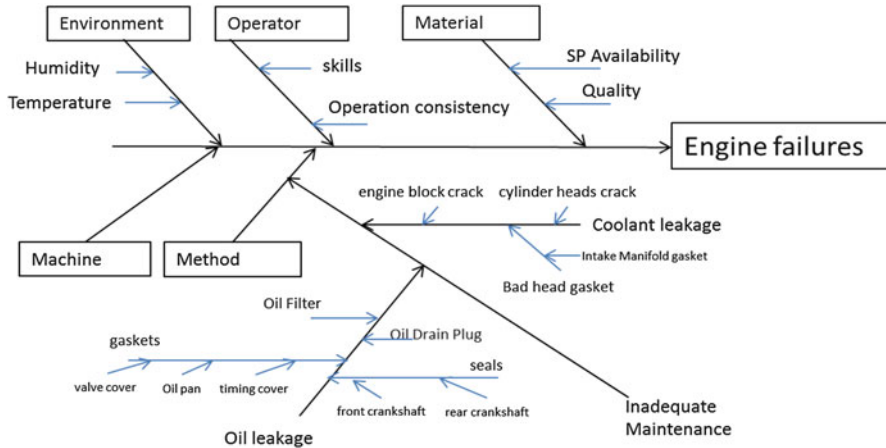 Environment
Operator
Material
Humidity
Temperature
skills
Operation consistency
SP Availability
Quality
Engine failures
Machine
Method
engine block crack
cylinder heads crack
Coolant leakage
Intake Manifold gasket
Bad head gasket
Oil Filter
Oil Drain Plug
gaskets
valve cover
Oil pan
timing cover
seals
front crankshaft
rear crankshaft
Oil leakage
Inadequate
Maintenance